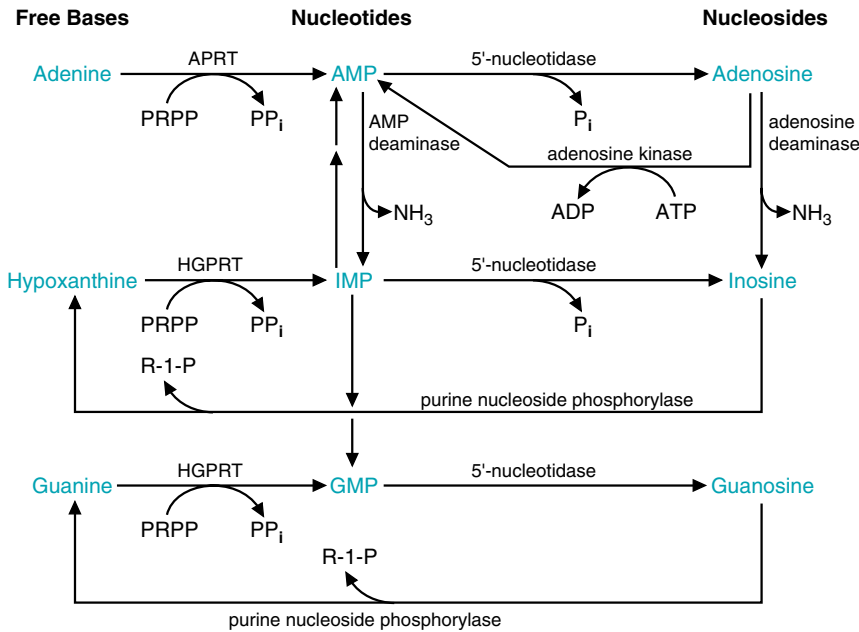 Free Bases Nucleotides Nucleosides
APRT 5'-nucleotidase
Adenine AMP Adenosine
PRPP PPi Pi
AMP
deaminase
adenosine
deaminase
adenosine kinase
NH3 ADP ATP NH3
HGPRT 5'-nucleotidase
Hypoxanthine IMP Inosine
PRPP PPi Pi
R-1-P
purine nucleoside phosphorylase
HGPRT 5'-nucleotidase
Guanine GMP Guanosine
PRPP PPi
R-1-P
purine nucleoside phosphorylase